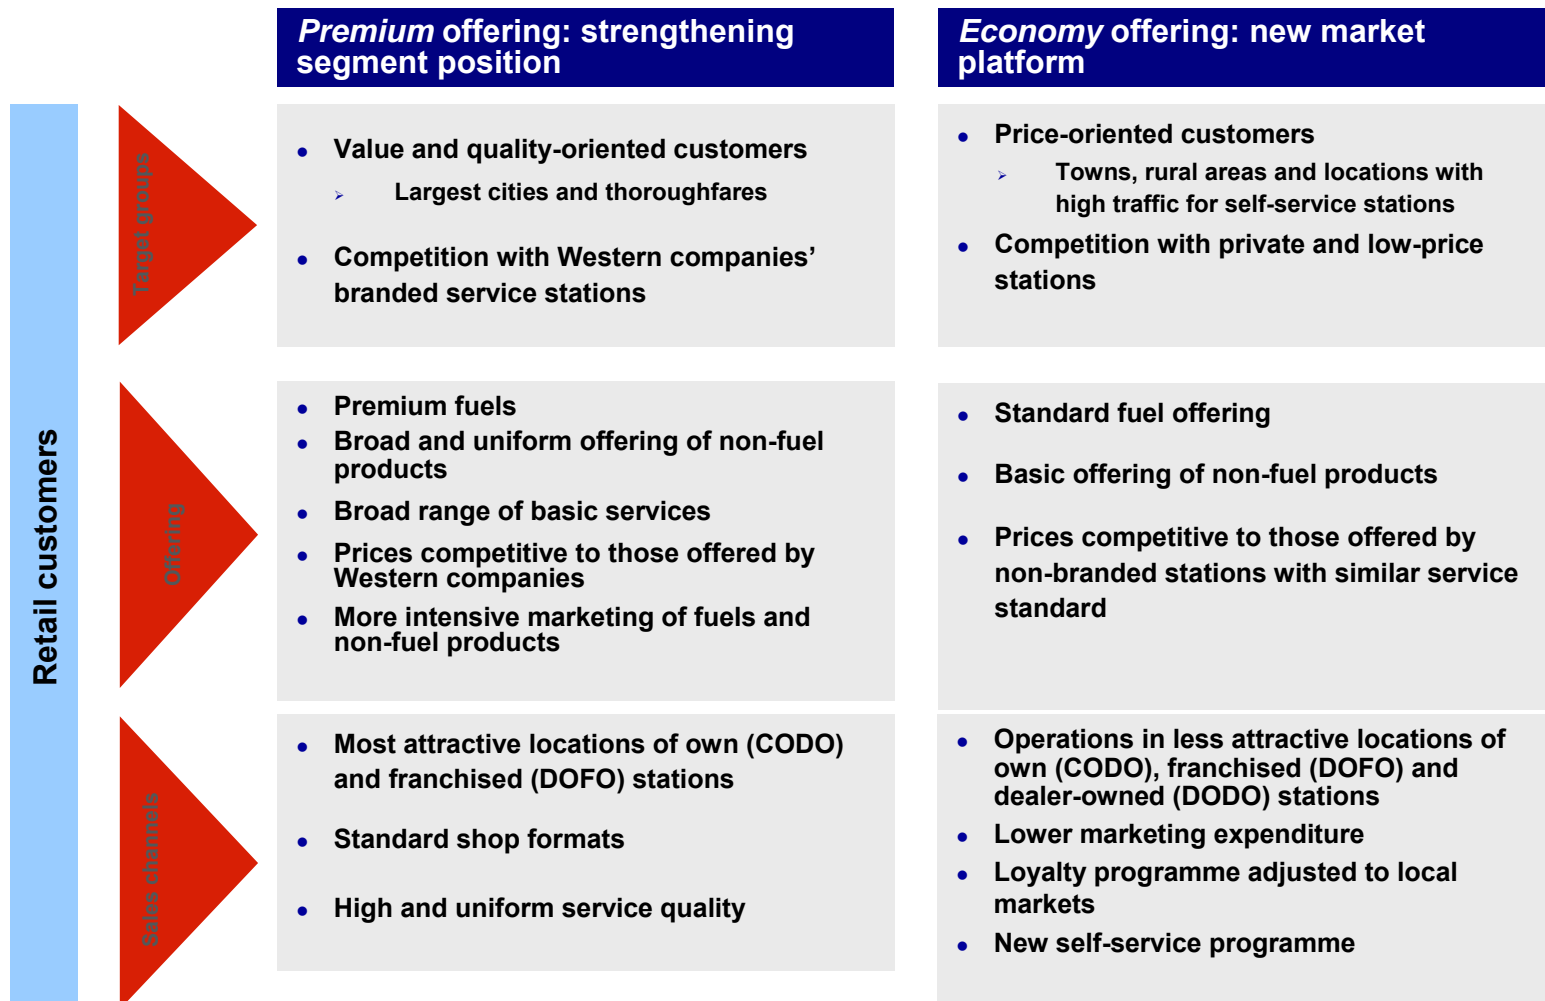 Premium offering: strengthening
segment position
Economy offering: new market
platform
Retail customers
Target groups
• Value and quality-oriented customers
➢ Largest cities and thoroughfares
• Competition with Western companies’
branded service stations
• Price-oriented customers
➢ Towns, rural areas and locations with
high traffic for self-service stations
• Competition with private and low-price
stations
Offering
• Premium fuels
• Broad and uniform offering of non-fuel
products
• Broad range of basic services
• Prices competitive to those offered by
Western companies
• More intensive marketing of fuels and
non-fuel products
• Standard fuel offering
• Basic offering of non-fuel products
• Prices competitive to those offered by
non-branded stations with similar service
standard
Sales channels
• Most attractive locations of own (CODO)
and franchised (DOFO) stations
• Standard shop formats
• High and uniform service quality
• Operations in less attractive locations of
own (CODO), franchised (DOFO) and
dealer-owned (DODO) stations
• Lower marketing expenditure
• Loyalty programme adjusted to local
markets
• New self-service programme